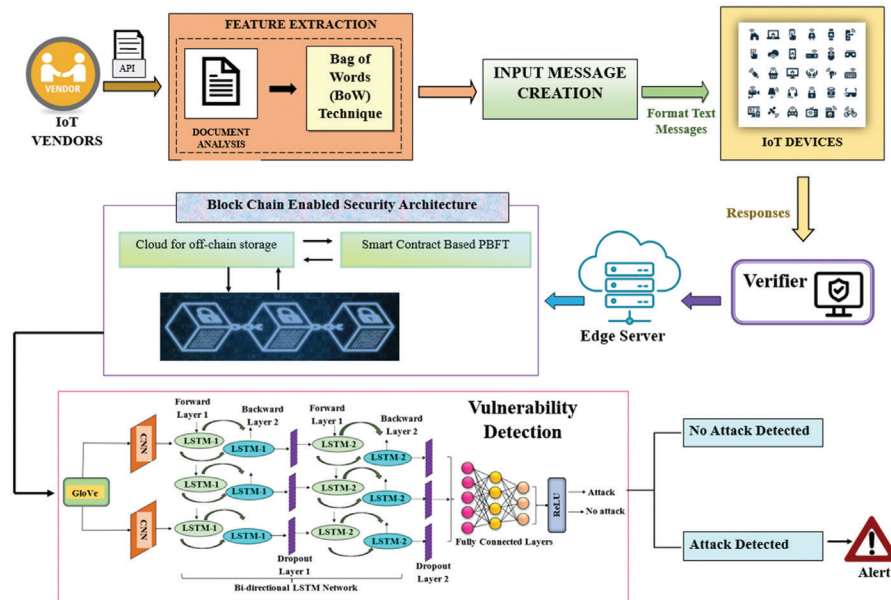 FEATURE EXTRACTION
API
VENDOR
IoT
VENDORS
DOCUMENT
ANALYSIS
Bag of
Words
(BoW)
Technique
INPUT MESSAGE
CREATION
Format Text
Messages
IoT DEVICES
Responses
Block Chain Enabled Security Architecture
Cloud for off-chain storage
Smart Contract Based PBFT
Edge Server
Verifier
Vulnerability
Detection
Forward
Layer 1
Backward
Layer 2
Forward
Layer 1
Backward
Layer 2
GloVe
CNN
CNN
LSTM-1
LSTM-1
LSTM-2
LSTM-2
LSTM-1
LSTM-1
LSTM-2
LSTM-2
LSTM-1
LSTM-1
LSTM-2
LSTM-2
Dropout
Layer 1
Dropout
Layer 2
Bi-directional LSTM Network
Fully Connected Layers
ReLU
Attack
No attack
No Attack Detected
Attack Detected
Alert